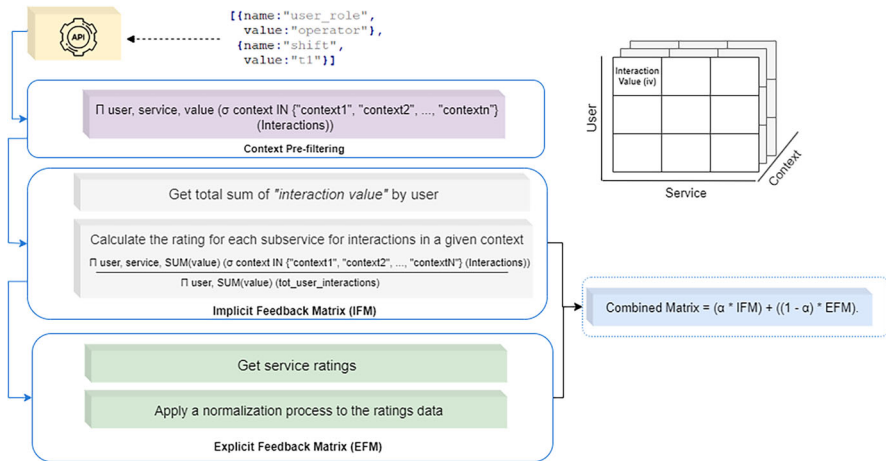 API
[{name:"user_role",
value:"operator"},
{name:"shift",
value:"t1"}]
Π user, service, value (σ context IN {"context1", "context2", ..., "contextn"}
(Interactions))
Context Pre-filtering
Get total sum of "interaction value" by user
Calculate the rating for each subservice for interactions in a given context
Π user, service, SUM(value) (σ context IN {"context1", "context2", ..., "contextN"} (Interactions))
Π user, SUM(value) (tot_user_interactions)
Implicit Feedback Matrix (IFM)
Get service ratings
Apply a normalization process to the ratings data
Explicit Feedback Matrix (EFM)
Interaction
Value (iv)
User
Service
Context
Combined Matrix = (α * IFM) + ((1 - α) * EFM).